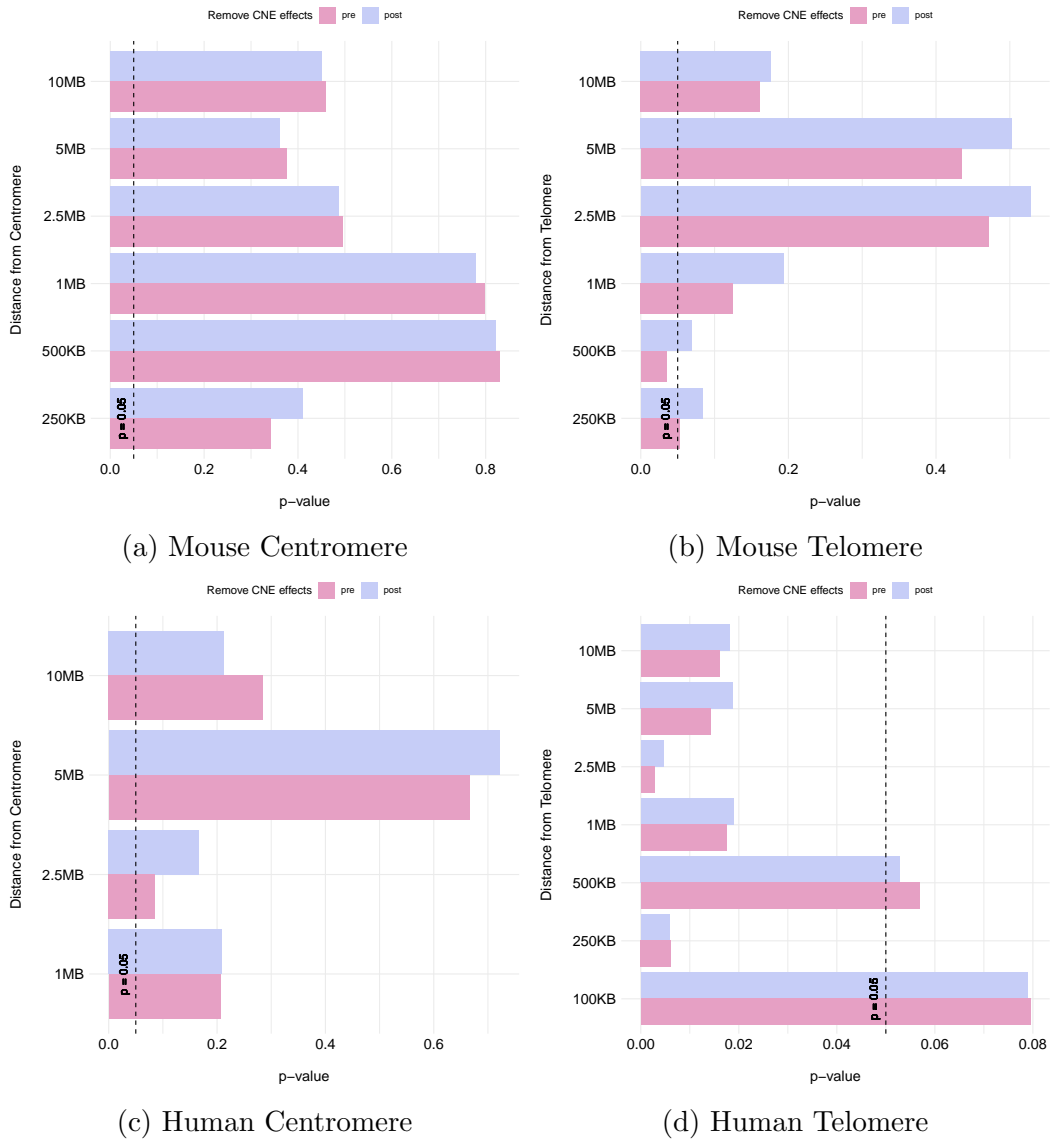 Remove CNE effects pre post
Distance from Centromere
10MB
5MB
2.5MB
1MB
500KB
250KB
p = 0.05
0.0 0.2 0.4 0.6 0.8
p−value
(a) Mouse Centromere
Remove CNE effects pre post
Distance from Telomere
10MB
5MB
2.5MB
1MB
500KB
250KB
p = 0.05
0.0 0.2 0.4
p−value
(b) Mouse Telomere
Remove CNE effects pre post
Distance from Centromere
10MB
5MB
2.5MB
1MB
p = 0.05
0.0 0.2 0.4 0.6
p−value
(c) Human Centromere
Remove CNE effects pre post
Distance from Telomere
10MB
5MB
2.5MB
1MB
500KB
250KB
100KB
p = 0.05
0.00 0.02 0.04 0.06 0.08
p−value
(d) Human Telomere